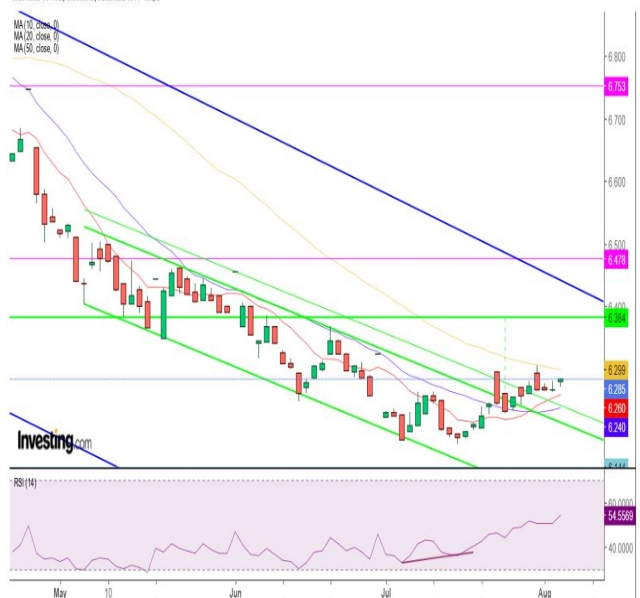 MA (10, close, 0)
MA (20, close, 0)
MA (50, close, 0)
6.800
6.753
6.700
6.600
6.500
6.478
6.400
6.384
6.299
6.285
6.260
6.240
6.144
Investing.com
RSI (14)
60.0000
54.5569
40.0000
May 10 Jun Jul Aug